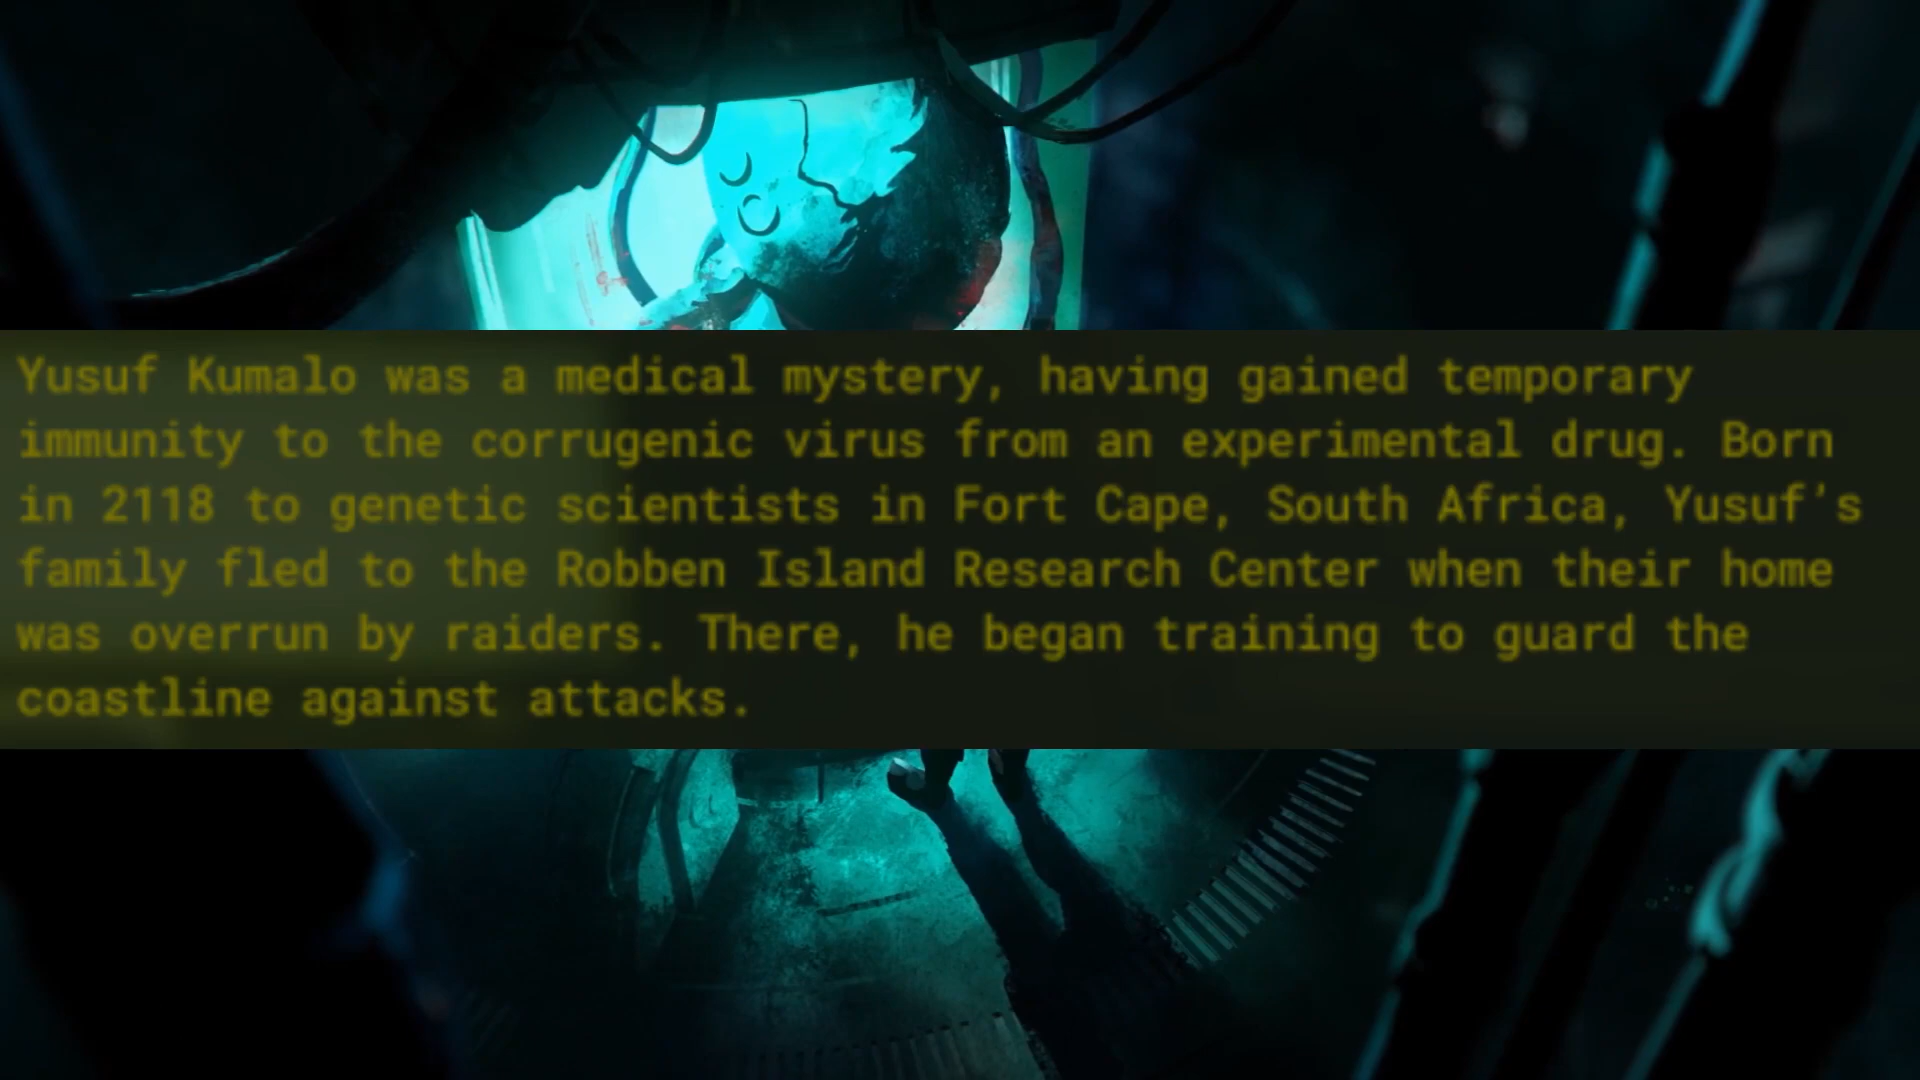 Yusuf Kumalo was a medical mystery, having gained temporary
immunity to the corrugenic virus from an experimental drug. Born
in 2118 to genetic scientists in Fort Cape, South Africa, Yusuf’s
family fled to the Robben Island Research Center when their home
was overrun by raiders. There, he began training to guard the
coastline against attacks.